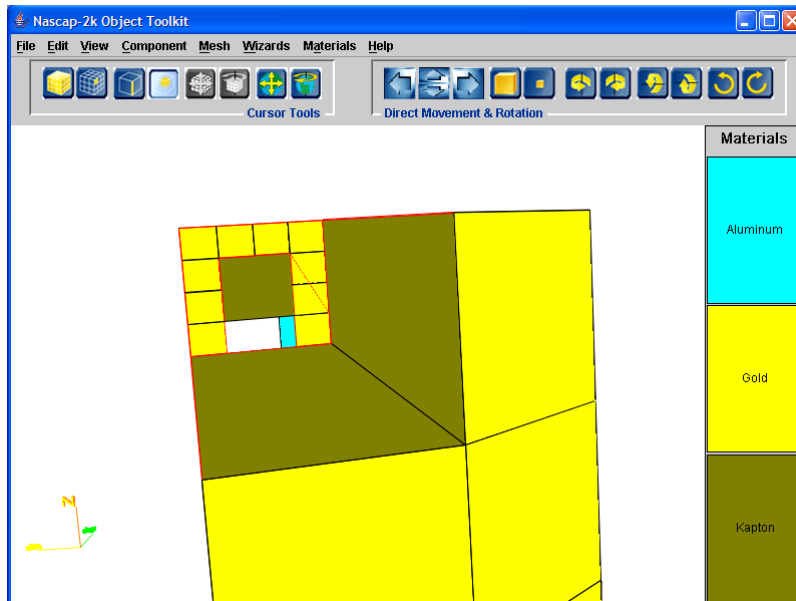 Nascap-2k Object Toolkit
File Edit View Component Mesh Wizards Materials Help
Cursor Tools
Direct Movement & Rotation
Materials
Aluminum
Gold
Kapton